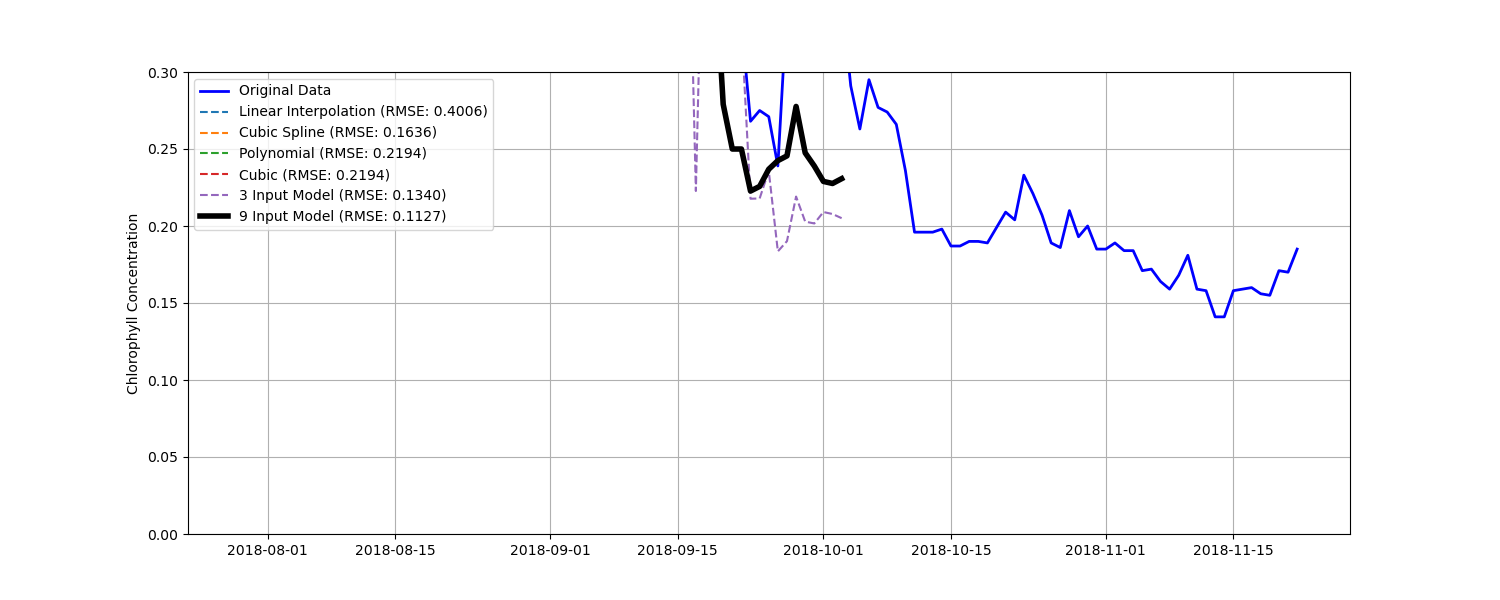 0.30
0.25
0.20
0.15
0.10
0.05
0.00
Chlorophyll Concentration
Original Data
Linear Interpolation (RMSE: 0.4006)
Cubic Spline (RMSE: 0.1636)
Polynomial (RMSE: 0.2194)
Cubic (RMSE: 0.2194)
3 Input Model (RMSE: 0.1340)
9 Input Model (RMSE: 0.1127)
2018-08-01 2018-08-15 2018-09-01 2018-09-15 2018-10-01 2018-10-15 2018-11-01 2018-11-15